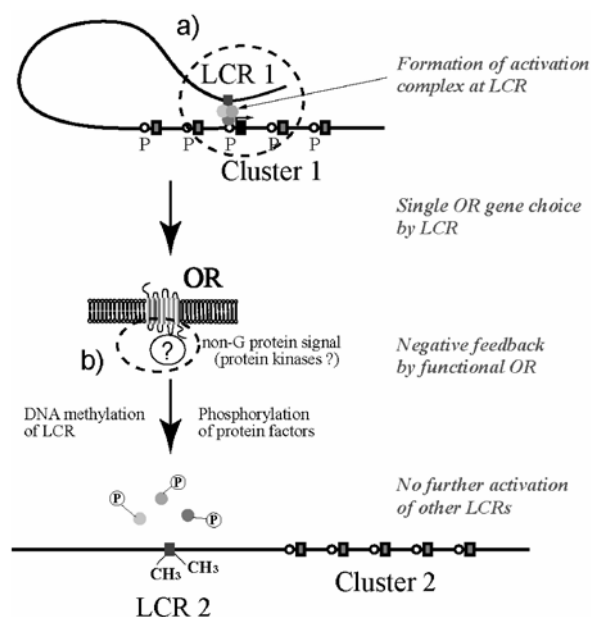 a)
LCR 1
Formation of activation
complex at LCR
P P P P P
Cluster 1
Single OR gene choice
by LCR
OR
b)
?
non-G protein signal
(protein kinases ?)
Negative feedback
by functional OR
DNA methylation
of LCR
Phosphorylation
of protein factors
P
P
P
No further activation
of other LCRs
CH3 CH3
LCR 2
Cluster 2